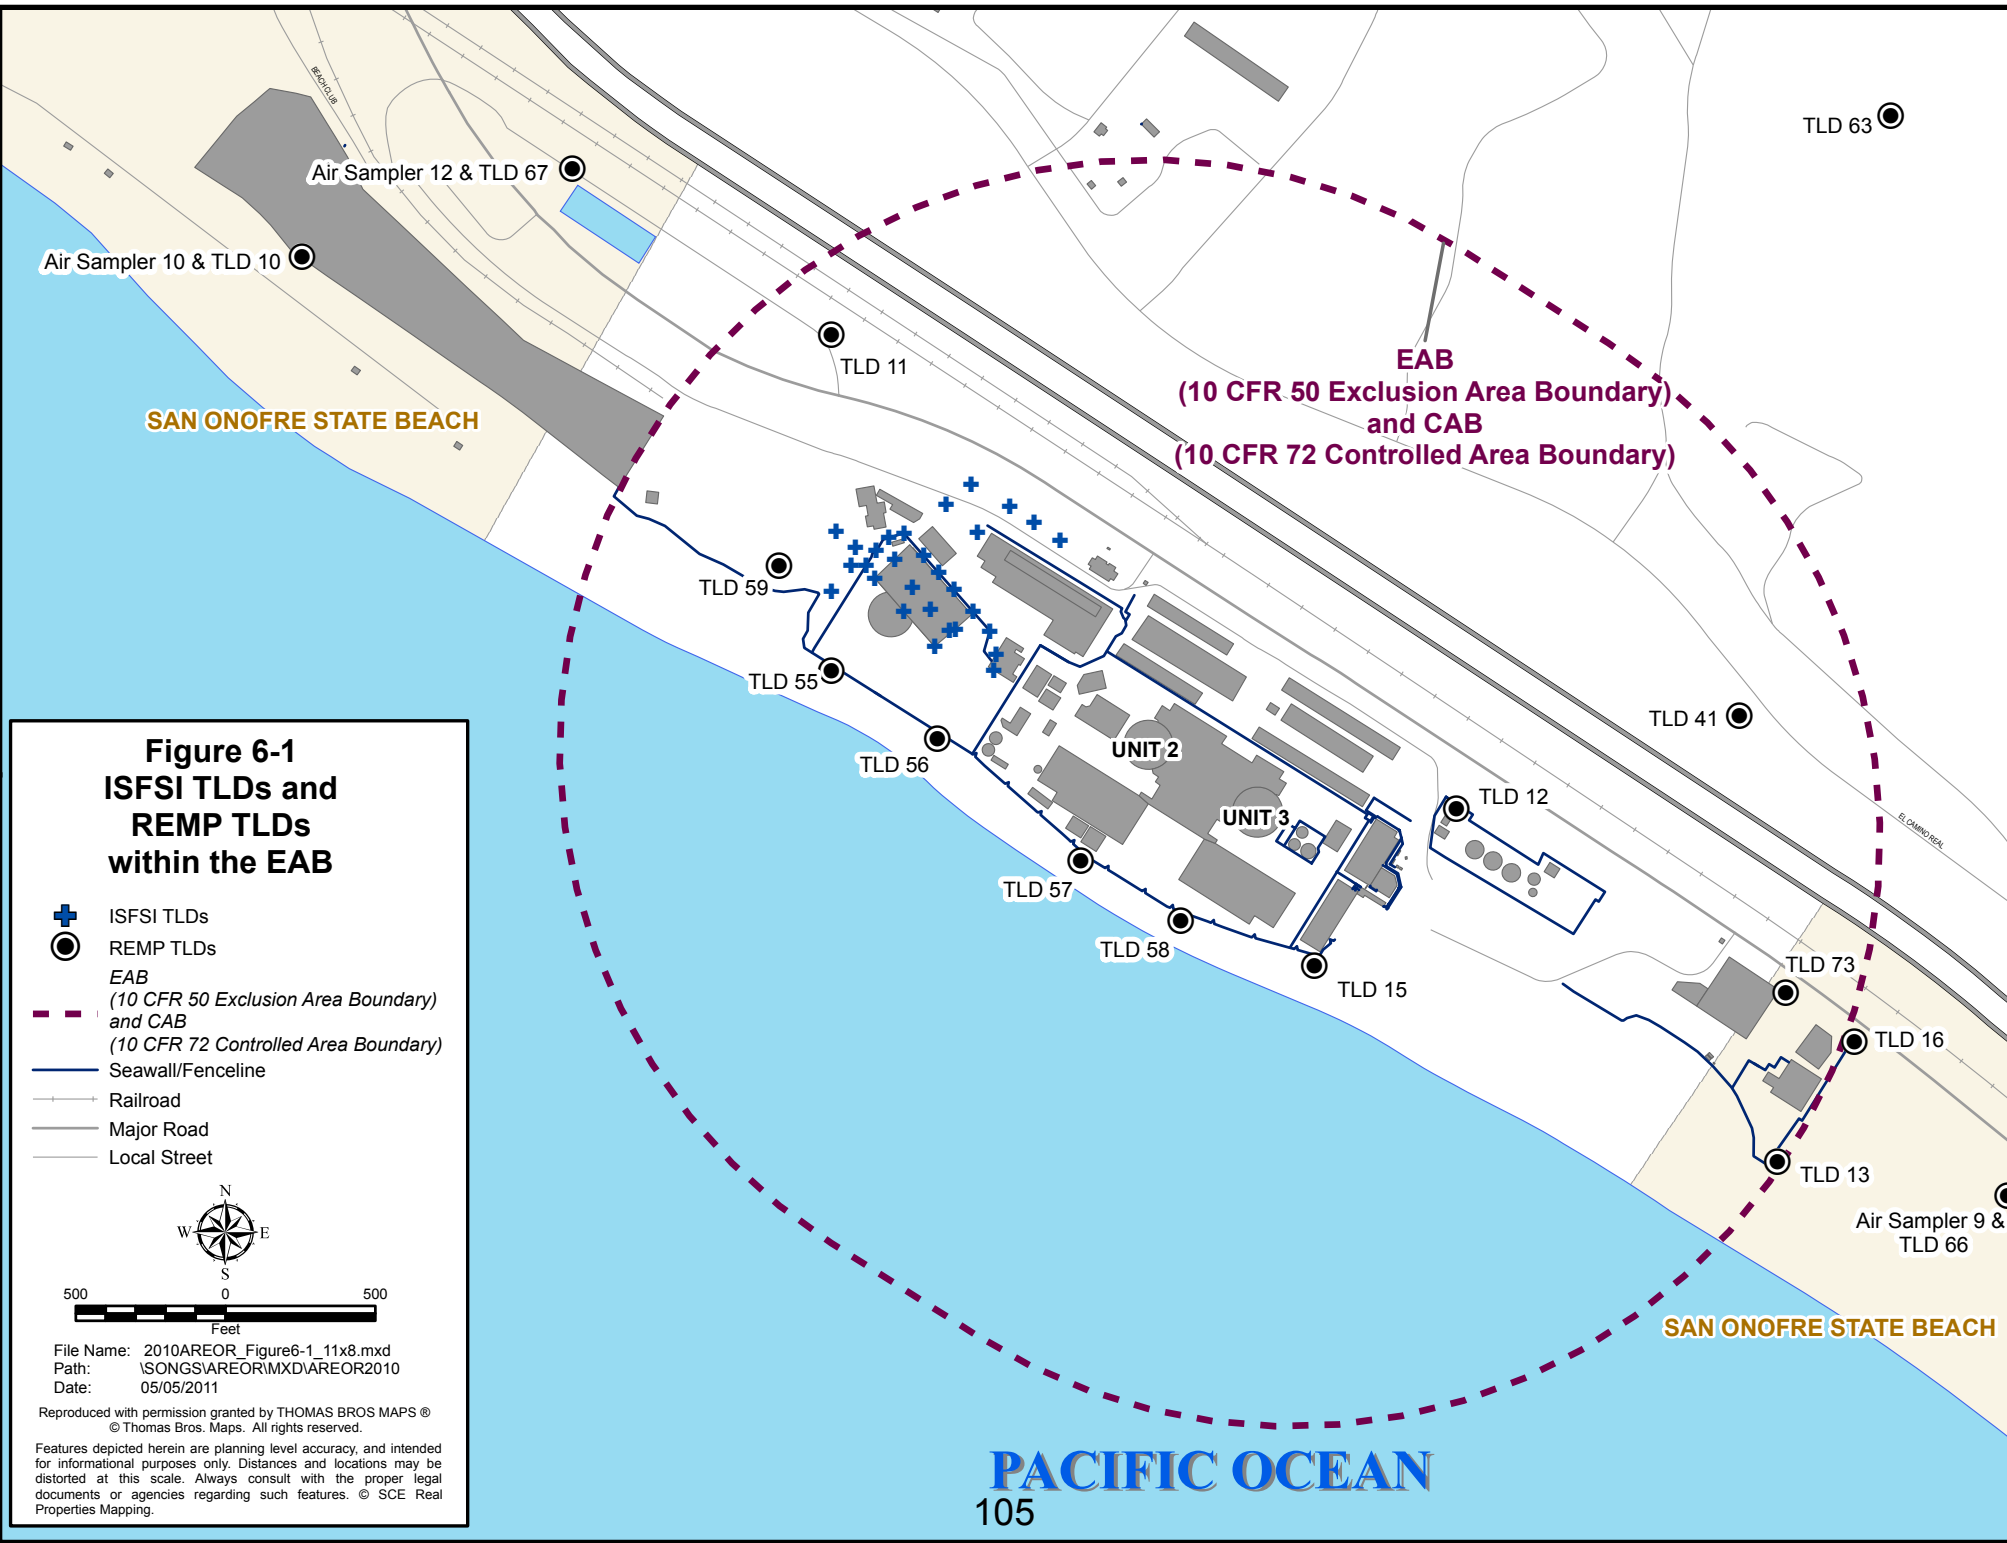 BEACH CLUB
TLD 63
Air Sampler 12 & TLD 67
Air Sampler 10 & TLD 10
TLD 11
EAB
(10 CFR 50 Exclusion Area Boundary)
and CAB
(10 CFR 72 Controlled Area Boundary)
SAN ONOFRE STATE BEACH
TLD 59
TLD 55
TLD 56
TLD 41
UNIT 2
UNIT 3
TLD 12
EL CAMINO REAL
TLD 57
TLD 58
TLD 15
TLD 73
TLD 16
TLD 13
Air Sampler 9 &
TLD 66
SAN ONOFRE STATE BEACH
PACIFIC OCEAN
105
Figure 6-1
ISFSI TLDs and
REMP TLDs
within the EAB
ISFSI TLDs
REMP TLDs
EAB
(10 CFR 50 Exclusion Area Boundary)
and CAB
(10 CFR 72 Controlled Area Boundary)
Seawall/Fenceline
Railroad
Major Road
Local Street
N
W E
S
500 0 500
Feet
File Name: 2010AREOR_Figure6-1_11x8.mxd
Path: \SONGS\AREOR\MXD\AREOR2010
Date: 05/05/2011
Reproduced with permission granted by THOMAS BROS MAPS ®
© Thomas Bros. Maps. All rights reserved.
Features depicted herein are planning level accuracy, and intended
for informational purposes only. Distances and locations may be
distorted at this scale. Always consult with the proper legal
documents or agencies regarding such features. © SCE Real
Properties Mapping.